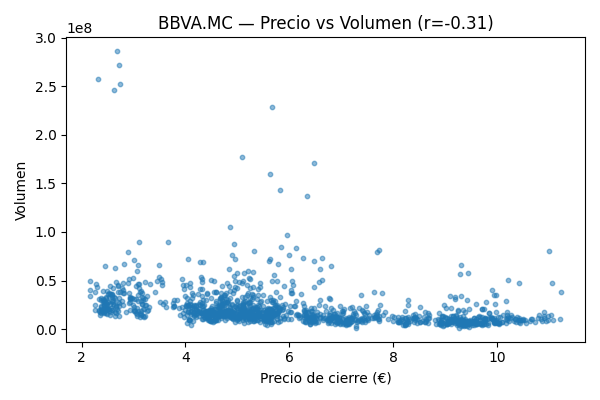 BBVA.MC — Precio vs Volumen (r=-0.31)
1e8
3.0
2.5
2.0
1.5
1.0
0.5
0.0
Volumen
2 4 6 8 10
Precio de cierre (€)